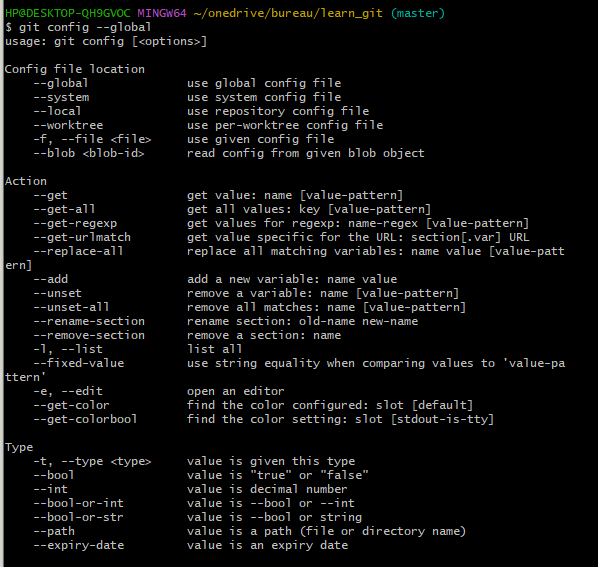 HP@DESKTOP-QH9GVOC MINGW64 ~/onedrive/bureau/learn_git (master)
$ git config --global
usage: git config [<options>]

Config file location
    --global              use global config file
    --system              use system config file
    --local               use repository config file
    --worktree            use per-worktree config file
    -f, --file <file>     use given config file
    --blob <blob-id>      read config from given blob object

Action
    --get                 get value: name [value-pattern]
    --get-all             get all values: key [value-pattern]
    --get-regexp          get values for regexp: name-regex [value-pattern]
    --get-urlmatch        get value specific for the URL: section[.var] URL
    --replace-all         replace all matching variables: name value [value-patt
ern]
    --add                 add a new variable: name value
    --unset               remove a variable: name [value-pattern]
    --unset-all           remove all matches: name [value-pattern]
    --rename-section      rename section: old-name new-name
    --remove-section      remove a section: name
    -l, --list            list all
    --fixed-value         use string equality when comparing values to 'value-pa
ttern'
    -e, --edit            open an editor
    --get-color           find the color configured: slot [default]
    --get-colorbool       find the color setting: slot [stdout-is-tty]

Type
    -t, --type <type>     value is given this type
    --bool                value is "true" or "false"
    --int                 value is decimal number
    --bool-or-int         value is --bool or --int
    --bool-or-str         value is --bool or string
    --path                value is a path (file or directory name)
    --expiry-date         value is an expiry date